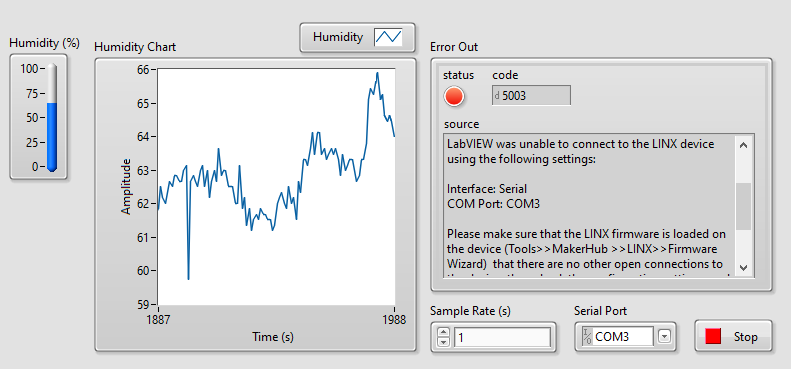 Humidity (%)
100
75
50
25
0
Humidity Chart
Humidity
Amplitude
66
65
64
63
62
61
60
59
1887
1988
Time (s)
Error Out
status
code
d 5003
source
LabVIEW was unable to connect to the LINX device
using the following settings:
Interface: Serial
COM Port: COM3
Please make sure that the LINX firmware is loaded on
the device (Tools>>MakerHub >>LINX>>Firmware
Wizard)  that there are no other open connections to
Sample Rate (s)
1
Serial Port
I/O COM3
Stop